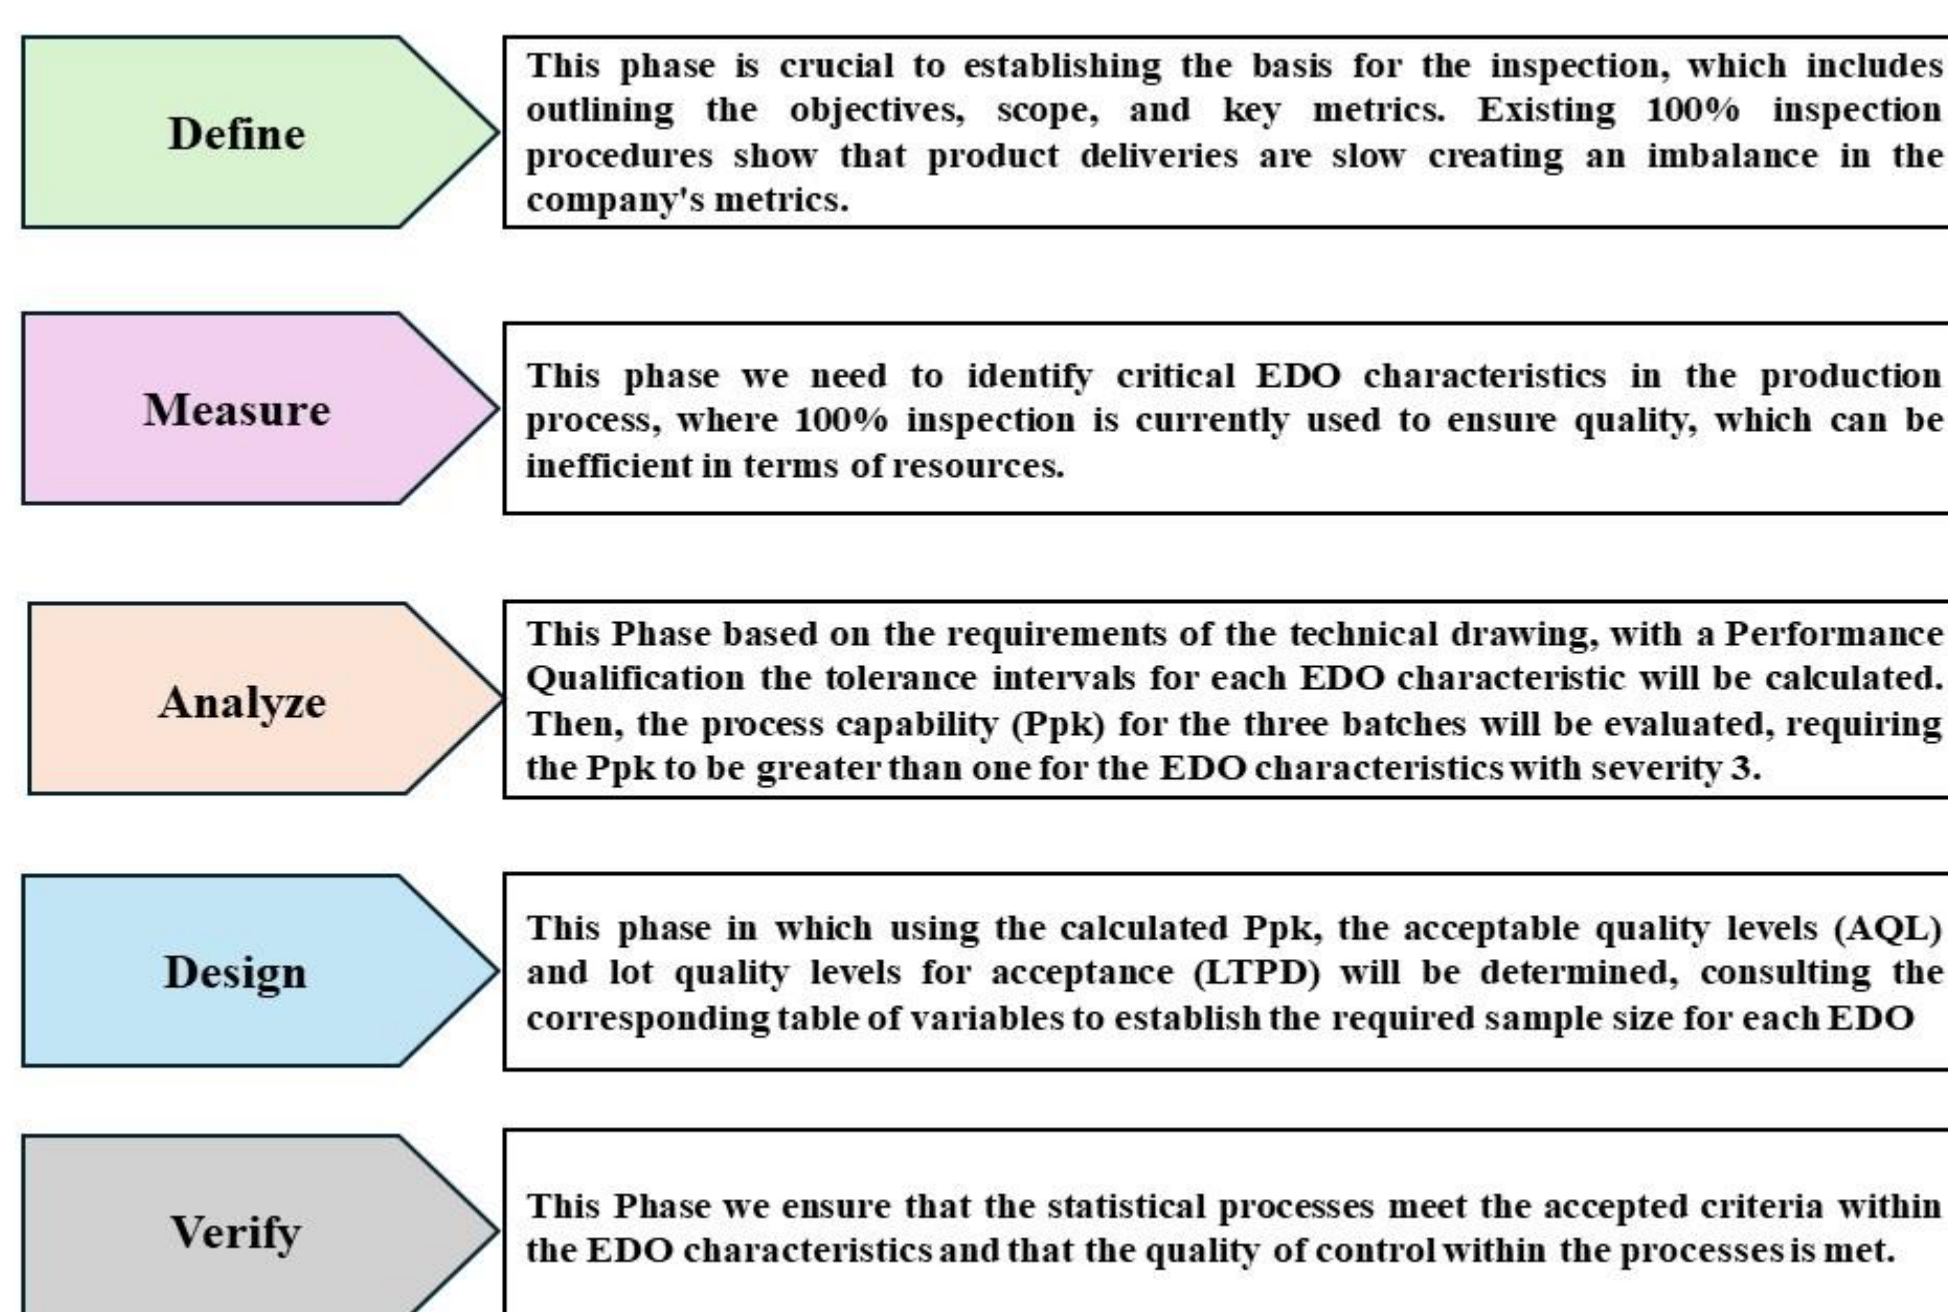 Define
This phase is crucial to establishing the basis for the inspection, which includes
outlining the objectives, scope, and key metrics. Existing 100% inspection
procedures show that product deliveries are slow creating an imbalance in the
company's metrics.
Measure
This phase we need to identify critical EDO characteristics in the production
process, where 100% inspection is currently used to ensure quality, which can be
inefficient in terms of resources.
Analyze
This Phase based on the requirements of the technical drawing, with a Performance
Qualification the tolerance intervals for each EDO characteristic will be calculated.
Then, the process capability (Ppk) for the three batches will be evaluated, requiring
the Ppk to be greater than one for the EDO characteristics with severity 3.
Design
This phase in which using the calculated Ppk, the acceptable quality levels (AQL)
and lot quality levels for acceptance (LTPD) will be determined, consulting the
corresponding table of variables to establish the required sample size for each EDO
Verify
This Phase we ensure that the statistical processes meet the accepted criteria within
the EDO characteristics and that the quality of control within the processes is met.